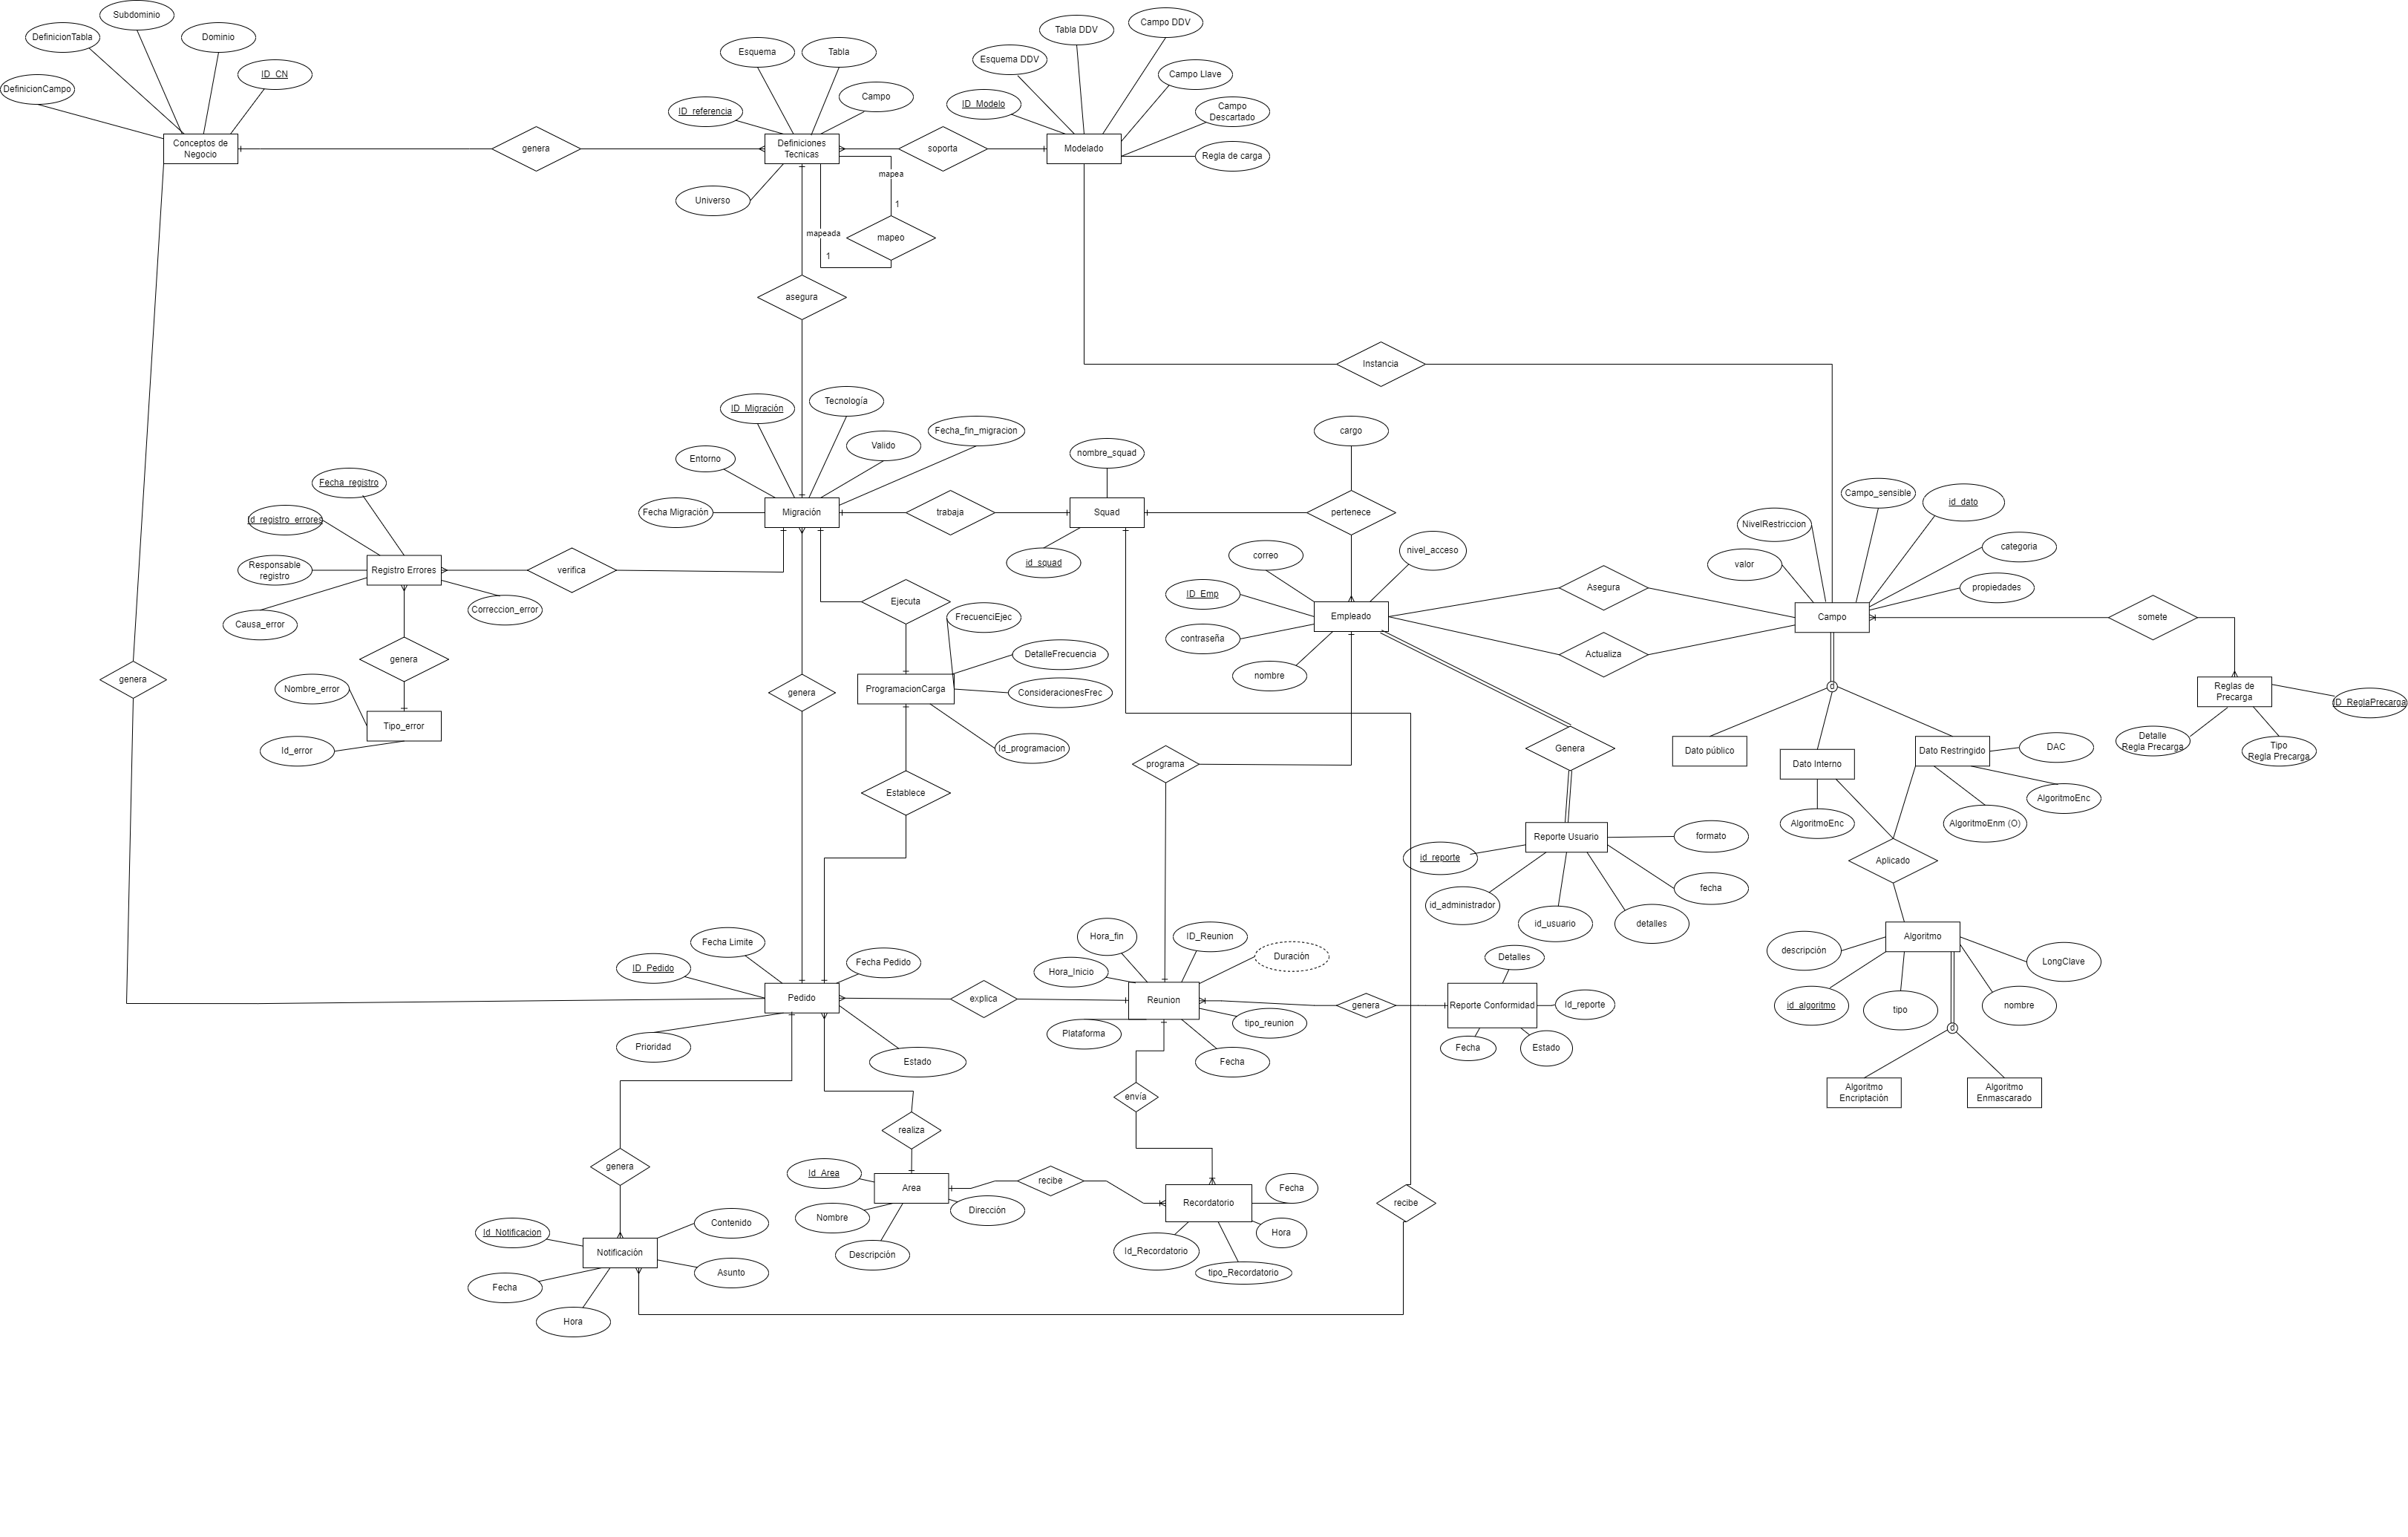 Subdominio
DefinicionTabla
Dominio
ID_CN
DefinicionCampo
Conceptos de
Negocio
genera
Esquema
Tabla
Campo
ID_referencia
Definiciones
Tecnicas
Universo
mapea
1
mapeada
1
mapeo
soporta
Campo DDV
Tabla DDV
Esquema DDV
Campo Llave
ID_Modelo
Campo
Descartado
Modelado
Regla de carga
asegura
Instancia
ID_Migración
Tecnología
Fecha_fin_migracion
Valido
Entorno
Fecha Migración
Migración
trabaja
nombre_squad
Squad
id_squad
cargo
pertenece
Fecha_registro
Id_registro_errores
Responsable
registro
Registro Errores
verifica
Causa_error
Correccion_error
genera
Nombre_error
Tipo_error
Id_error
genera
Ejecuta
FrecuenciEjec
DetalleFrecuencia
ProgramacionCarga
ConsideracionesFrec
Id_programacion
genera
Establece
correo
nivel_acceso
ID_Emp
Empleado
contraseña
nombre
Asegura
Actualiza
Campo_sensible
id_dato
NivelRestriccion
categoria
valor
propiedades
Campo
somete
Reglas de
Precarga
ID_ReglaPrecarga
Detalle
Regla Precarga
Tipo
Regla Precarga
d
Dato público
Dato Interno
Dato Restringido
DAC
AlgoritmoEnc
AlgoritmoEnc
AlgoritmoEnm (O)
Aplicado
programa
Genera
Reporte Usuario
formato
id_reporte
fecha
id_administrador
id_usuario
detalles
Algoritmo
descripción
LongClave
id_algoritmo
tipo
nombre
d
Algoritmo
Encriptación
Algoritmo
Enmascarado
Fecha Limite
Fecha Pedido
ID_Pedido
Pedido
Prioridad
Estado
explica
Hora_fin
ID_Reunion
Duración
Hora_Inicio
Reunion
Plataforma
tipo_reunion
Fecha
genera
Detalles
Reporte Conformidad
Id_reporte
Fecha
Estado
envía
realiza
genera
Id_Area
Area
Nombre
Dirección
Descripción
recibe
Recordatorio
Fecha
Hora
Id_Recordatorio
tipo_Recordatorio
recibe
Id_Notificacion
Contenido
Notificación
Asunto
Fecha
Hora